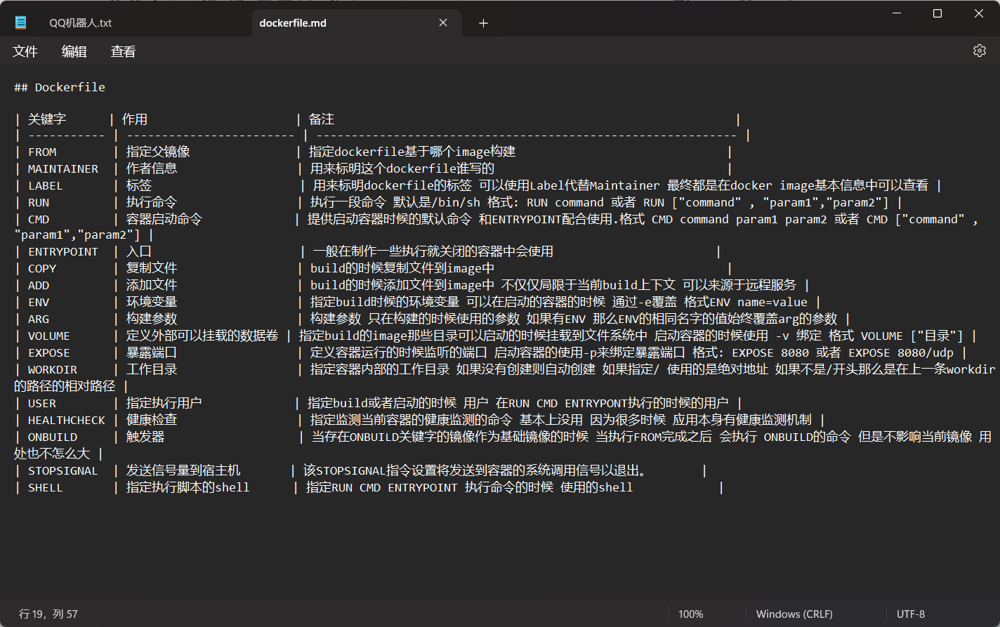 QQ机器人.txt
dockerfile.md
文件 编辑 查看
## Dockerfile
| 关键字 | 作用 | 备注 |
| ----------- | ------------------------ | ------------------------------------------------------------ |
| FROM | 指定父镜像 | 指定dockerfile基于哪个image构建 |
| MAINTAINER | 作者信息 | 用来标明这个dockerfile谁写的 |
| LABEL | 标签 | 用来标明dockerfile的标签 可以使用Label代替Maintainer 最终都是在docker image基本信息中可以查看 |
| RUN | 执行命令 | 执行一段命令 默认是/bin/sh 格式: RUN command 或者 RUN ["command" , "param1","param2"] |
| CMD | 容器启动命令 | 提供启动容器时候的默认命令 和ENTRYPOINT配合使用.格式 CMD command param1 param2 或者 CMD ["command" ,
"param1","param2"] |
| ENTRYPOINT | 入口 | 一般在制作一些执行就关闭的容器中会使用 |
| COPY | 复制文件 | build的时候复制文件到image中 |
| ADD | 添加文件 | build的时候添加文件到image中 不仅仅局限于当前build上下文 可以来源于远程服务 |
| ENV | 环境变量 | 指定build时候的环境变量 可以在启动的容器的时候 通过-e覆盖 格式ENV name=value |
| ARG | 构建参数 | 构建参数 只在构建的时候使用的参数 如果有ENV 那么ENV的相同名字的值始终覆盖arg的参数 |
| VOLUME | 定义外部可以挂载的数据卷 | 指定build的image那些目录可以启动的时候挂载到文件系统中 启动容器的时候使用 -v 绑定 格式 VOLUME ["目录"] |
| EXPOSE | 暴露端口 | 定义容器运行的时候监听的端口 启动容器的使用-p来绑定暴露端口 格式: EXPOSE 8080 或者 EXPOSE 8080/udp |
| WORKDIR | 工作目录 | 指定容器内部的工作目录 如果没有创建则自动创建 如果指定/ 使用的是绝对地址 如果不是/开头那么是在上一条workdir
的路径的相对路径 |
| USER | 指定执行用户 | 指定build或者启动的时候 用户 在RUN CMD ENTRYPONT执行的时候的用户 |
| HEALTHCHECK | 健康检查 | 指定监测当前容器的健康监测的命令 基本上没用 因为很多时候 应用本身有健康监测机制 |
| ONBUILD | 触发器 | 当存在ONBUILD关键字的镜像作为基础镜像的时候 当执行FROM完成之后 会执行 ONBUILD的命令 但是不影响当前镜像 用
处也不怎么大 |
| STOPSIGNAL | 发送信号量到宿主机 | 该STOPSIGNAL指令设置将发送到容器的系统调用信号以退出。 |
| SHELL | 指定执行脚本的shell | 指定RUN CMD ENTRYPOINT 执行命令的时候 使用的shell |
行 19，列 57
100%
Windows (CRLF)
UTF-8